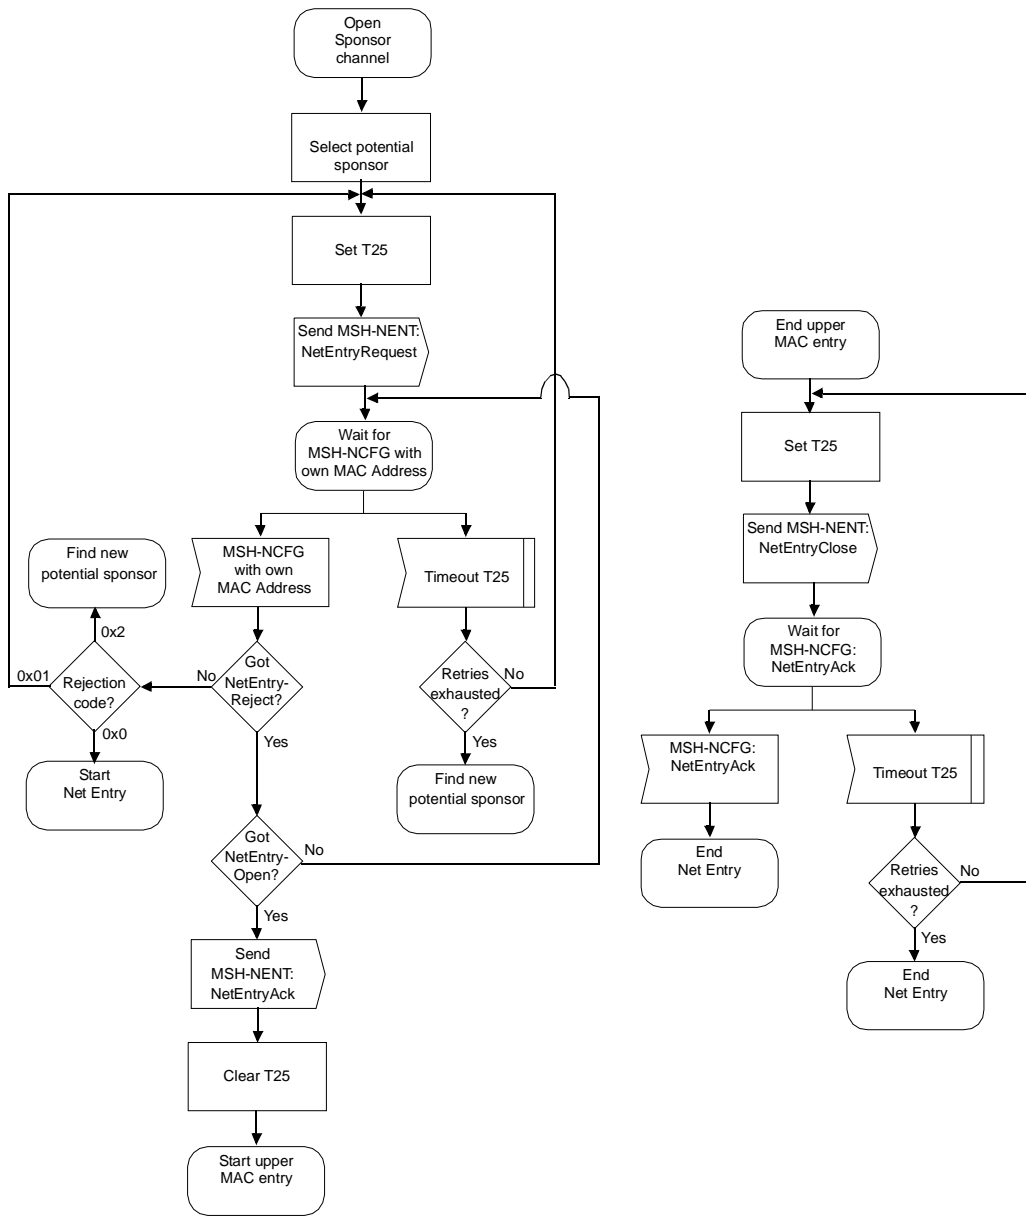 Open
Sponsor
channel
Select potential
sponsor
Set T25
Send MSH-NENT:
NetEntryRequest
Wait for
MSH-NCFG with
own MAC Address
MSH-NCFG
with own
MAC Address
Timeout T25
Find new
potential sponsor
0x2
0x01
Rejection
code?
0x0
Start
Net Entry
No
Got
NetEntry-
Reject?
Yes
Retries
exhausted
?
No
Yes
Find new
potential sponsor
Got
NetEntry-
Open?
No
Yes
Send
MSH-NENT:
NetEntryAck
Clear T25
Start upper
MAC entry
End upper
MAC entry
Set T25
Send MSH-NENT:
NetEntryClose
Wait for
MSH-NCFG:
NetEntryAck
MSH-NCFG:
NetEntryAck
Timeout T25
End
Net Entry
Retries
exhausted
?
No
Yes
End
Net Entry